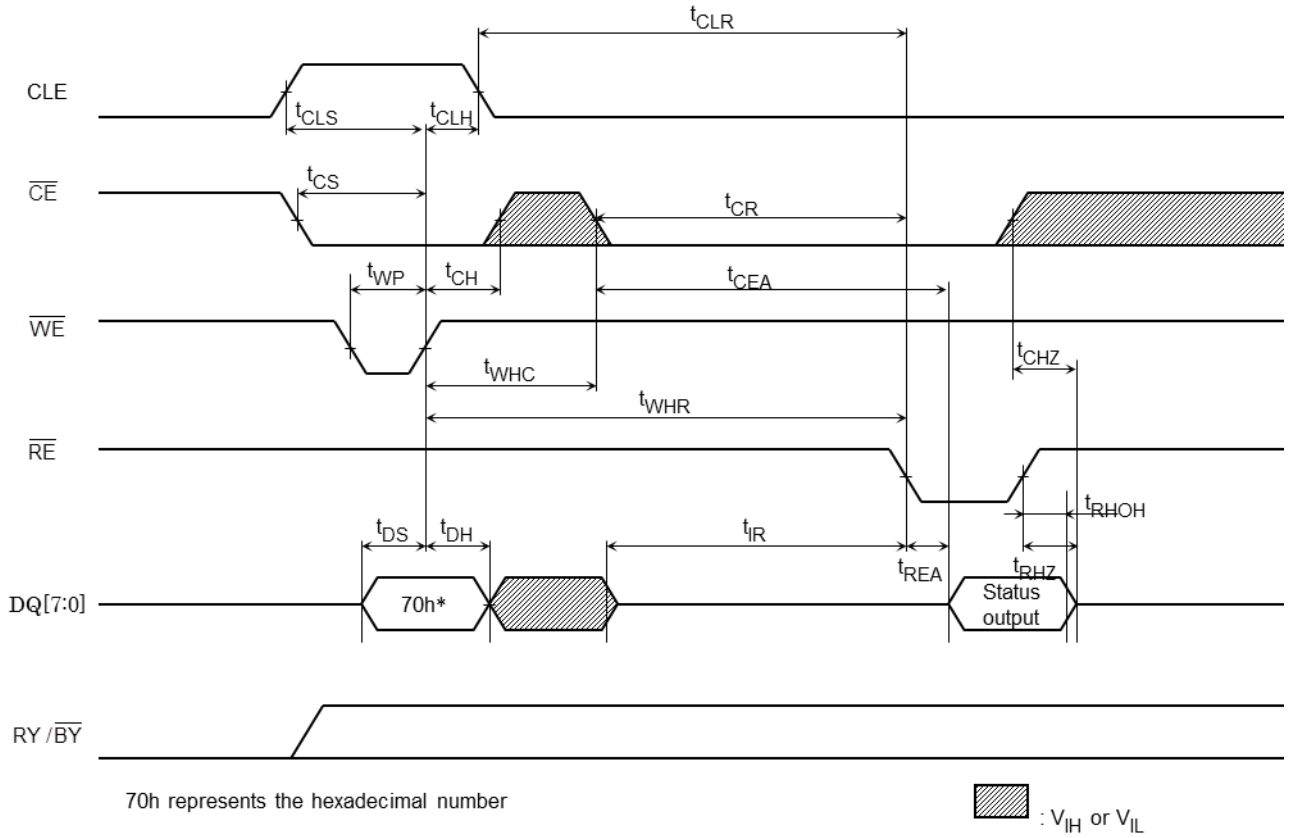 tCLR
CLE
tCLS tCLH
CE
tCS
tCR
tWP tCH
tCEA
WE
tCHZ
tWHC
tWHR
RE
tRHOH
tDS tDH
tIR
tREA
tRHZ
DQ[7:0]
70h*
Status
output
RY /BY
70h represents the hexadecimal number
: VIH or VIL